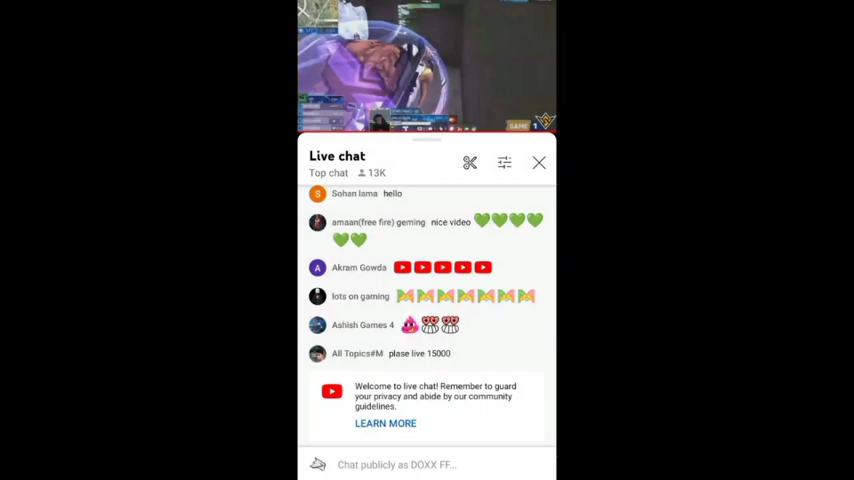 GAME 1
Live chat
Top chat 13K
S Sohan lama hello
amaan(free fire) geming nice video
A Akram Gowda
lots on gaming
Ashish Games 4
All Topics#M plase live 15000
Welcome to live chat! Remember to guard
your privacy and abide by our community
guidelines.
LEARN MORE
Chat publicly as DOXX FF...